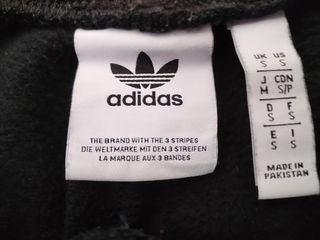 adidas
THE BRAND WITH THE 3 STRIPES
DIE WELTMARKE MIT DEN 3 STREIFEN
LA MARQUE AUX 3 BANDES
UK US
S S
J CDN
M S/P
D F
S S
E I
S S
MADE IN
PAKISTAN